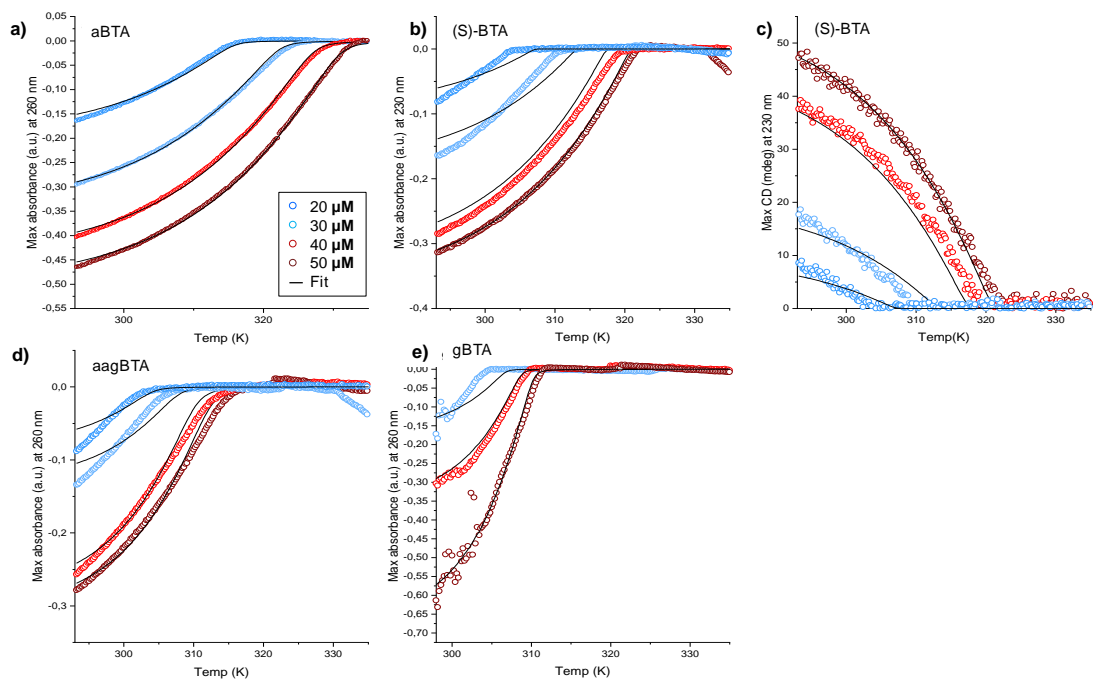 a)
aBTA
Max absorbance (a.u.) at 260 nm
0,00
-0,05
-0,10
-0,15
-0,20
-0,25
-0,30
-0,35
-0,40
-0,45
-0,50
0,05
-0,55
300
320
Temp (K)
20 µM
30 µM
40 µM
50 µM
Fit
b)
(S)-BTA
Max absorbance (a.u.) at 230 nm
0,0
-0,1
-0,2
-0,3
-0,4
300
310
320
330
Temp (K)
c)
(S)-BTA
Max CD (mdeg) at 230 nm
50
40
30
20
10
0
300
310
320
330
Temp(K)
d)
aagBTA
Max absorbance (a.u.) at 260 nm
0,0
-0,1
-0,2
-0,3
300
310
320
330
Temp (K)
e)
gBTA
Max absorbance (a.u.) at 260 nm
0,00
-0,05
-0,10
-0,15
-0,20
-0,25
-0,30
-0,35
-0,40
-0,45
-0,50
-0,55
-0,60
-0,65
-0,70
300
310
320
330
Temp (K)